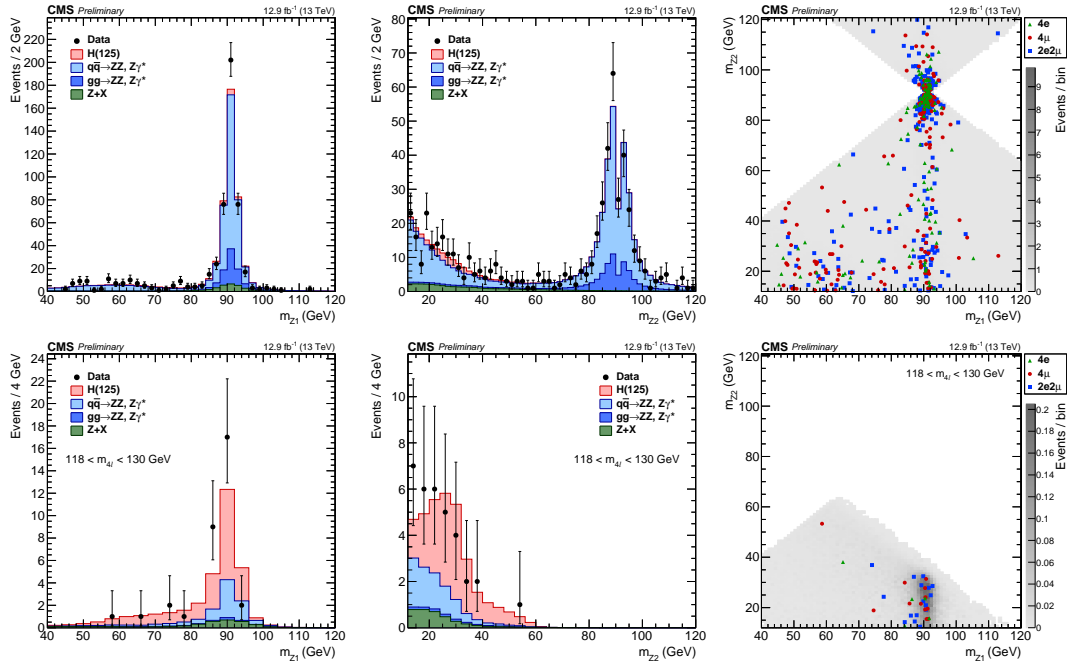 CMS Preliminary 12.9 fb⁻¹ (13 TeV)
Events / 2 GeV
220
200
180
160
140
120
100
80
60
40
20
0
Data
H(125)
qq̄→ZZ, Zγ*
gg→ZZ, Zγ*
Z+X
40 50 60 70 80 90 100 110 120
m_Z1 (GeV)
CMS Preliminary 12.9 fb⁻¹ (13 TeV)
Events / 2 GeV
80
70
60
50
40
30
20
10
0
Data
H(125)
qq̄→ZZ, Zγ*
gg→ZZ, Zγ*
Z+X
20 40 60 80 100 120
m_Z2 (GeV)
CMS Preliminary 12.9 fb⁻¹ (13 TeV)
m_Z2 (GeV)
120
100
80
60
40
20
40 50 60 70 80 90 100 110 120
m_Z1 (GeV)
4e
4μ
2e2μ
Events / bin
9
8
7
6
5
4
3
2
1
0
CMS Preliminary 12.9 fb⁻¹ (13 TeV)
Events / 4 GeV
24
22
20
18
16
14
12
10
8
6
4
2
0
Data
H(125)
qq̄→ZZ, Zγ*
gg→ZZ, Zγ*
Z+X
118 < m_4l < 130 GeV
40 50 60 70 80 90 100 110 120
m_Z1 (GeV)
CMS Preliminary 12.9 fb⁻¹ (13 TeV)
Events / 4 GeV
10
8
6
4
2
0
Data
H(125)
qq̄→ZZ, Zγ*
gg→ZZ, Zγ*
Z+X
118 < m_4l < 130 GeV
20 40 60 80 100 120
m_Z2 (GeV)
CMS Preliminary 12.9 fb⁻¹ (13 TeV)
m_Z2 (GeV)
120
100
80
60
40
20
118 < m_4l < 130 GeV
40 50 60 70 80 90 100 110 120
m_Z1 (GeV)
4e
4μ
2e2μ
Events / bin
0.2
0.18
0.16
0.14
0.12
0.1
0.08
0.06
0.04
0.02
0